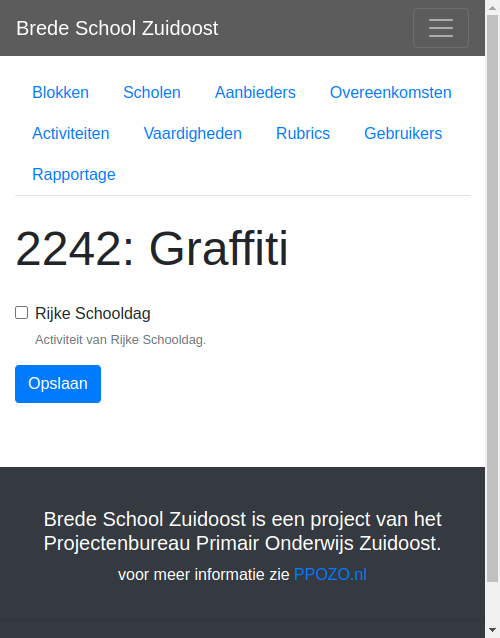 Brede School Zuidoost
Blokken Scholen Aanbieders Overeenkomsten
Activiteiten Vaardigheden Rubrics Gebruikers
Rapportage
2242: Graffiti
Rijke Schooldag
Activiteit van Rijke Schooldag.
Opslaan
Brede School Zuidoost is een project van het
Projectenbureau Primair Onderwijs Zuidoost.
voor meer informatie zie PPOZO.nl